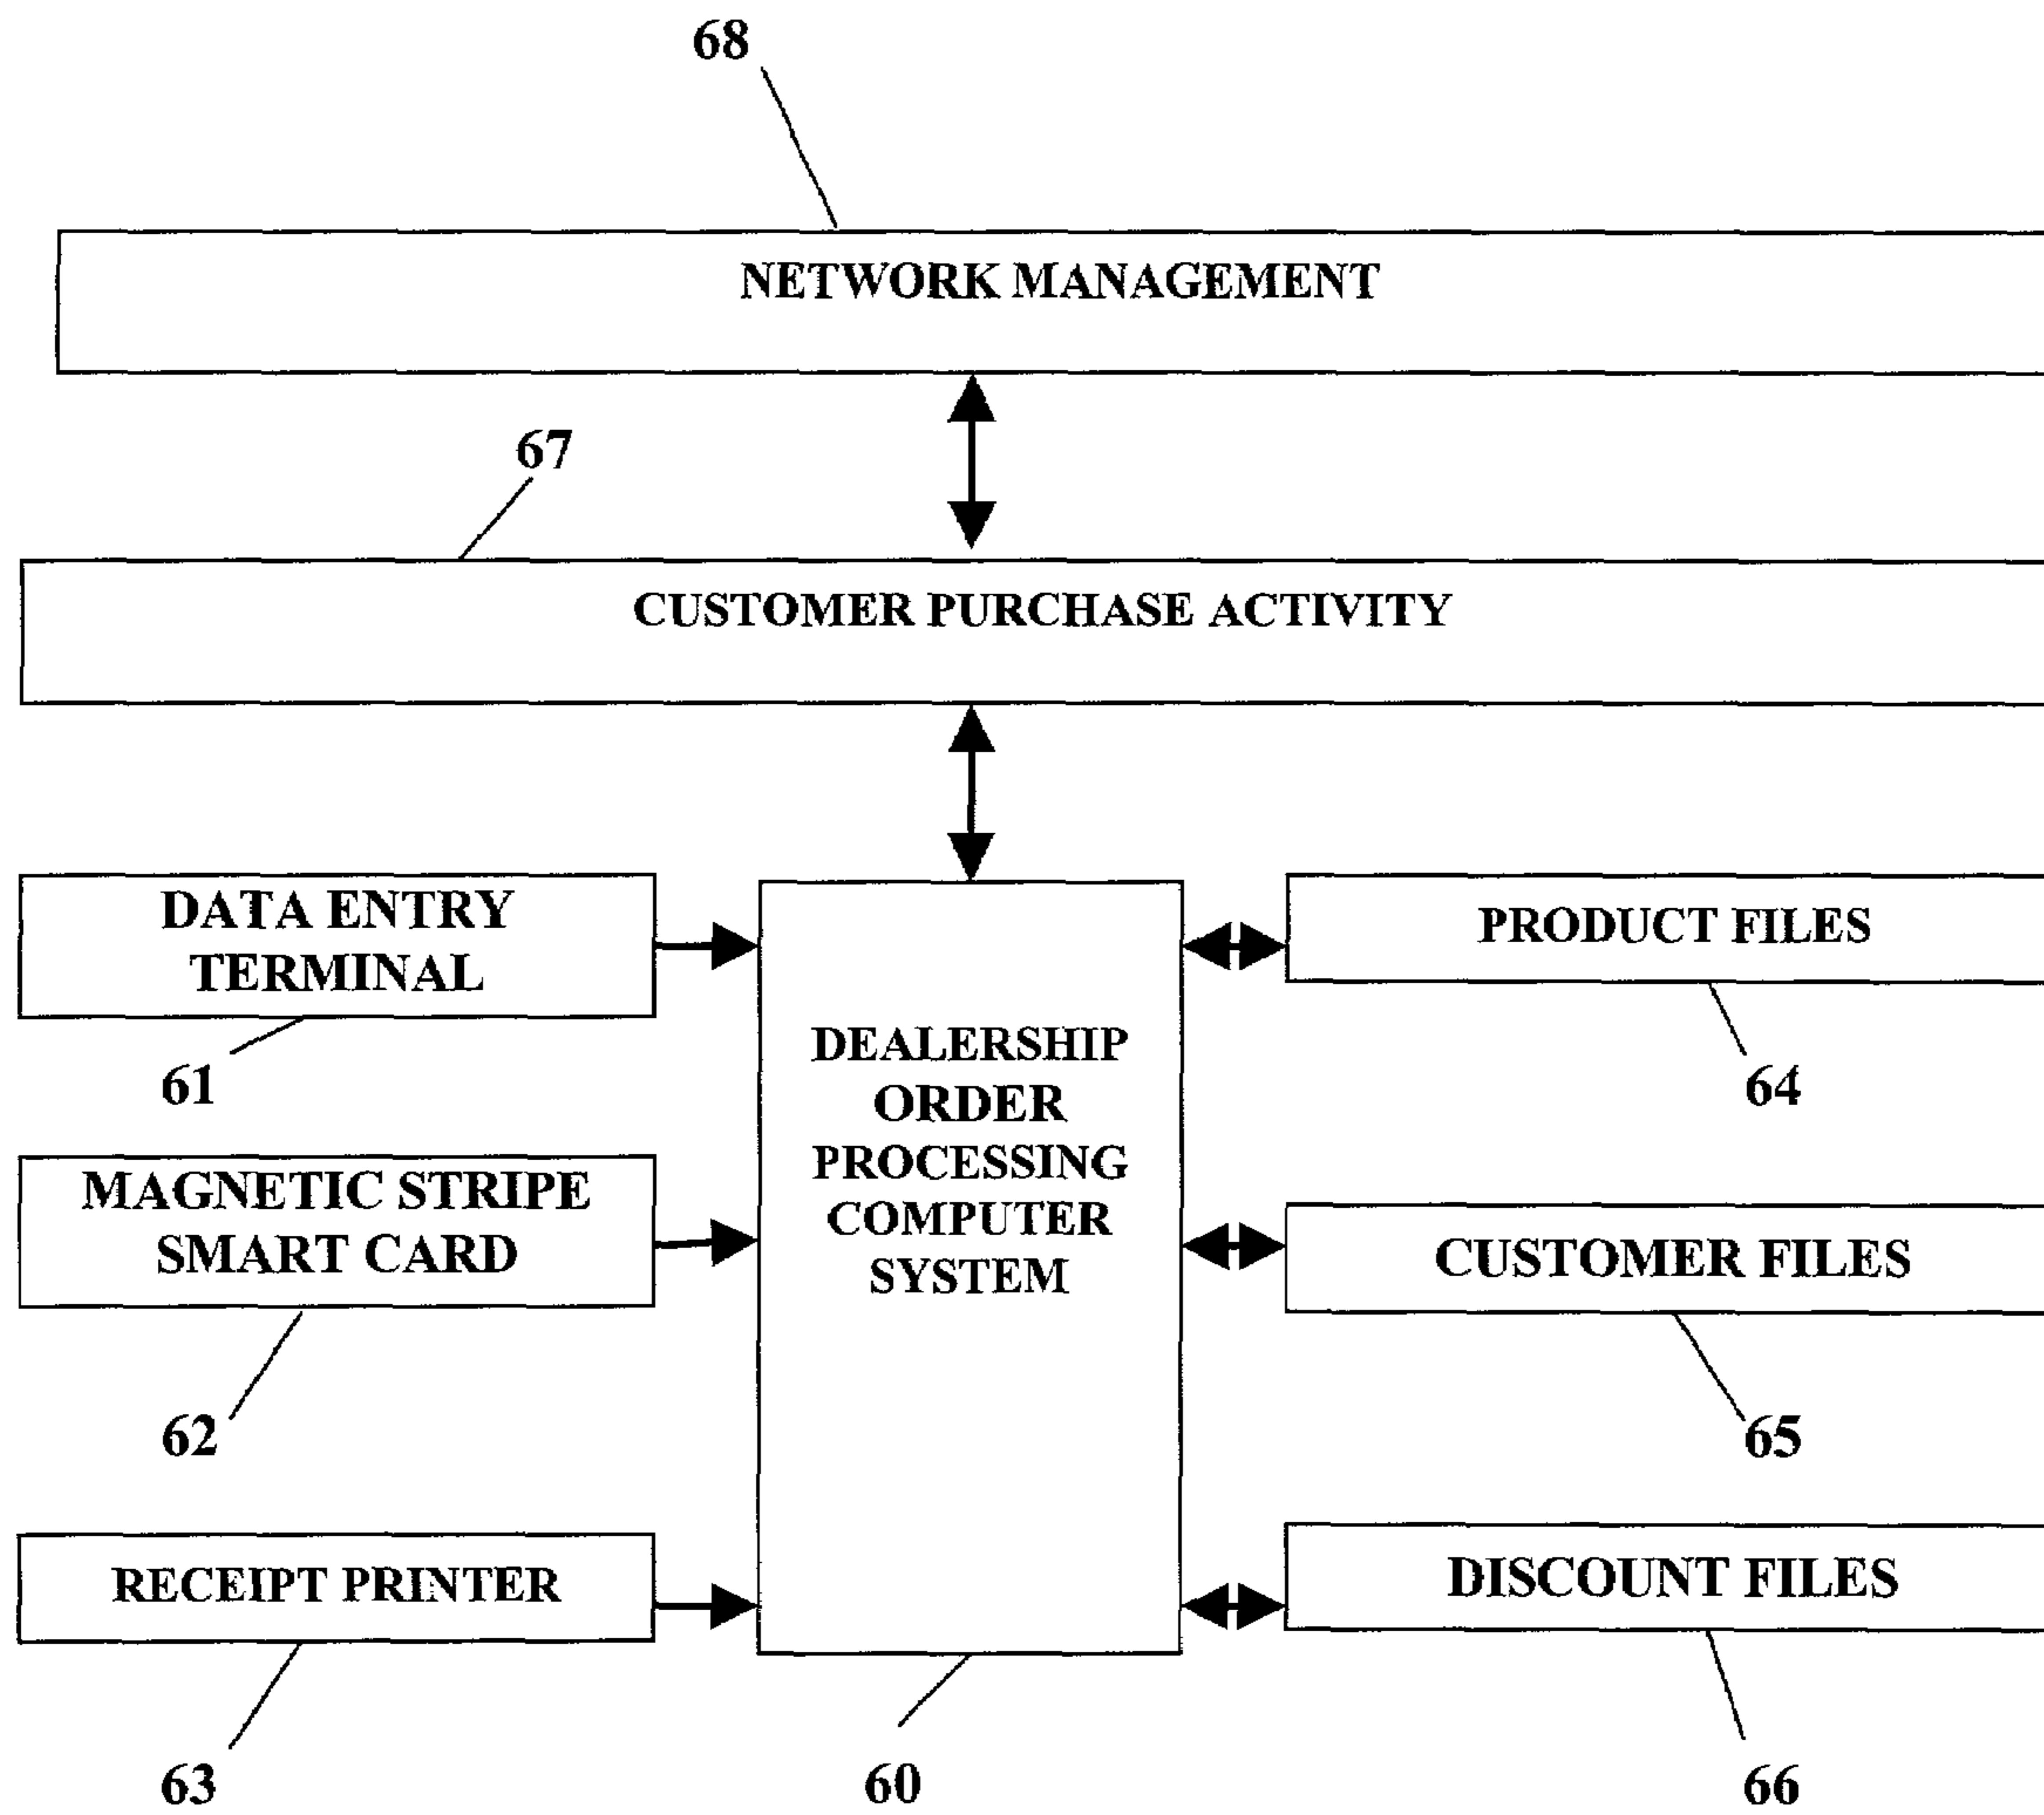 68
NETWORK MANAGEMENT
67
CUSTOMER PURCHASE ACTIVITY
DATA ENTRY
TERMINAL
61
MAGNETIC STRIPE
SMART CARD
62
RECEIPT PRINTER
63
DEALERSHIP
ORDER
PROCESSING
COMPUTER
SYSTEM
60
PRODUCT FILES
64
CUSTOMER FILES
65
DISCOUNT FILES
66